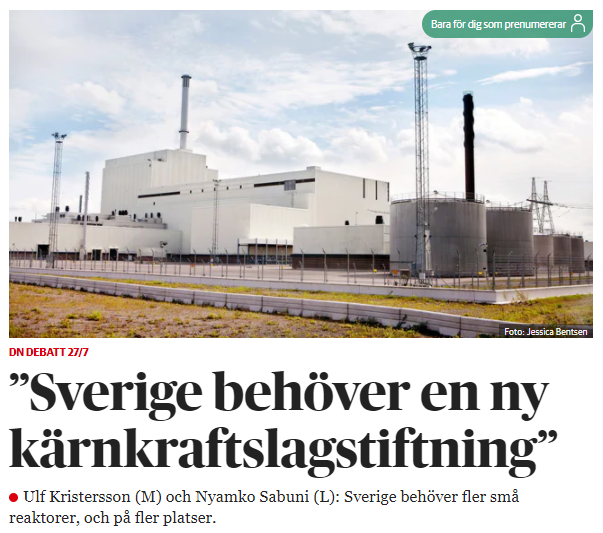 Bara för dig som prenumererar
Foto: Jessica Bentsen
DN DEBATT 27/7
”Sverige behöver en ny
kärnkraftslagstiftning”
Ulf Kristersson (M) och Nyamko Sabuni (L): Sverige behöver fler små
reaktorer, och på fler platser.